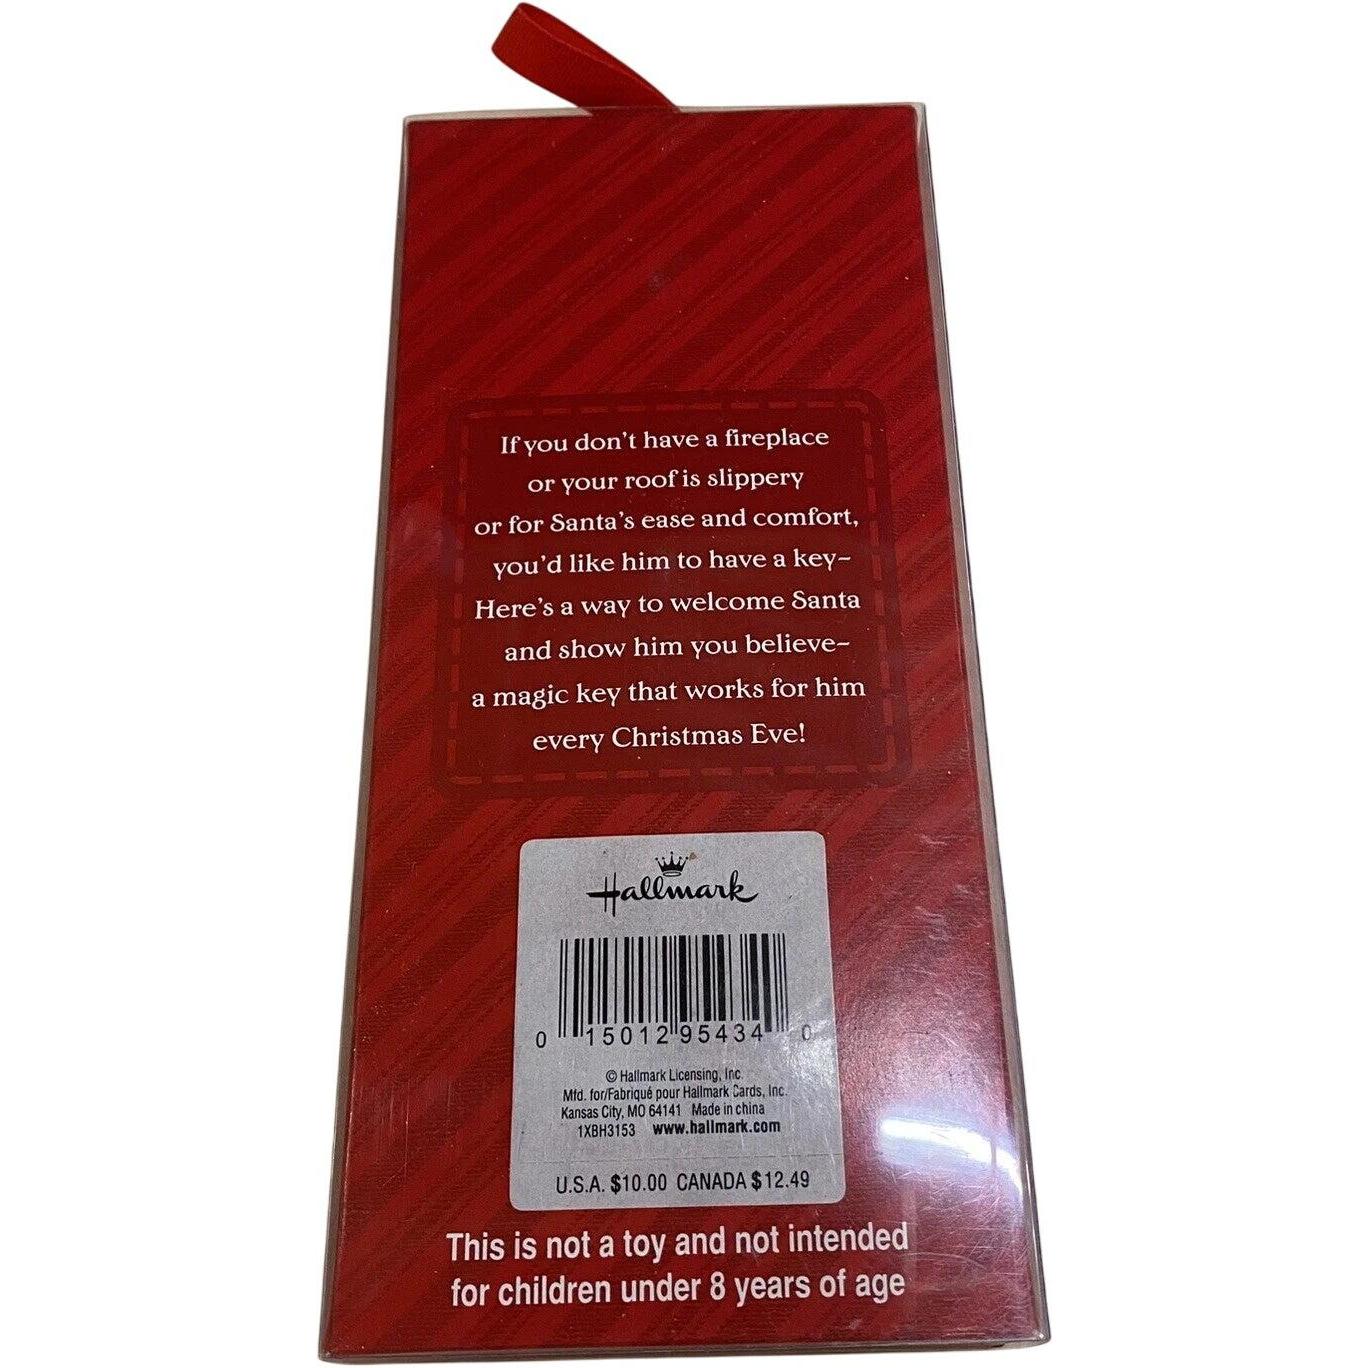 If you don't have a fireplace
or your roof is slippery
or for Santa's ease and comfort,
you'd like him to have a key–
Here's a way to welcome Santa
and show him you believe–
a magic key that works for him
every Christmas Eve!
Hallmark
0 15012 95434 0
© Hallmark Licensing, Inc.
Mfd. for/Fabriqué pour Hallmark Cards, Inc.
Kansas City, MO 64141 Made in china
1XBH3153 www.hallmark.com
U.S.A. $10.00 CANADA $12.49
This is not a toy and not intended
for children under 8 years of age